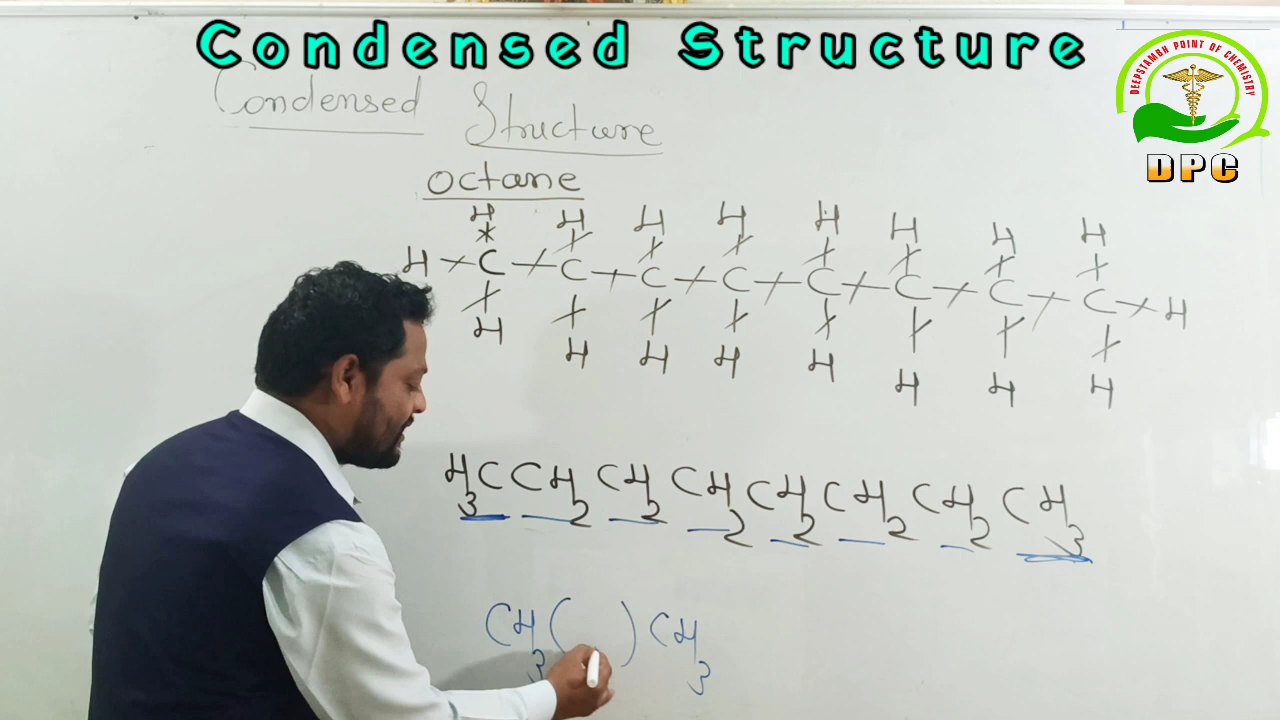 Condensed Structure
DEEPSTAMBH POINT OF CHEMISTRY
DPC
Condensed Structure
octane
H H H H H H H H
H - C - C - C - C - C - C - C - C - H
H H H H H H H H
H3C CH2 CH2 CH2 CH2 CH2 CH2 CH3
CH3 ( ) CH3